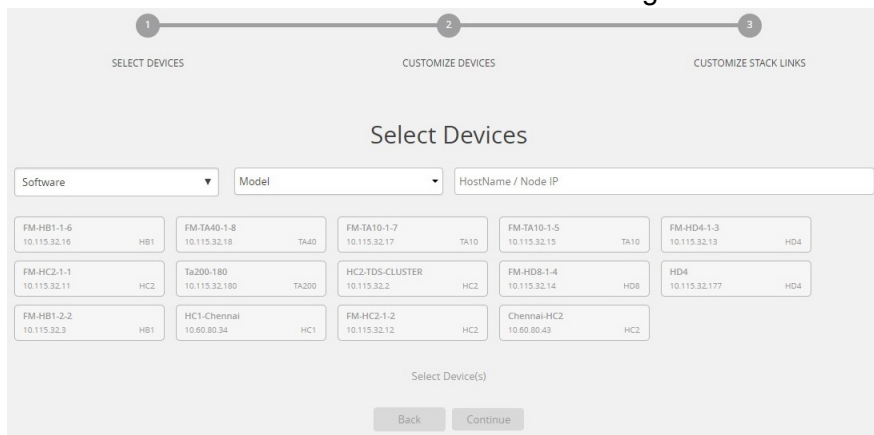 1
2
3
SELECT DEVICES
CUSTOMIZE DEVICES
CUSTOMIZE STACK LINKS
Select Devices
Software
Model
HostName / Node IP
FM-HB1-1-6
10.115.32.16 HB1
FM-TA40-1-8
10.115.32.18 TA40
FM-TA10-1-7
10.115.32.17 TA10
FM-TA10-1-5
10.115.32.15 TA10
FM-HD4-1-3
10.115.32.13 HD4
FM-HC2-1-1
10.115.32.11 HC2
Ta200-180
10.115.32.180 TA200
HC2-TDS-CLUSTER
10.115.32.2 HC2
FM-HD8-1-4
10.115.32.14 HD8
HD4
10.115.32.177 HD4
FM-HB1-2-2
10.115.32.3 HB1
HC1-Chennai
10.60.80.34 HC1
FM-HC2-1-2
10.115.32.12 HC2
Chennai-HC2
10.60.80.43 HC2
Select Device(s)
Back
Continue